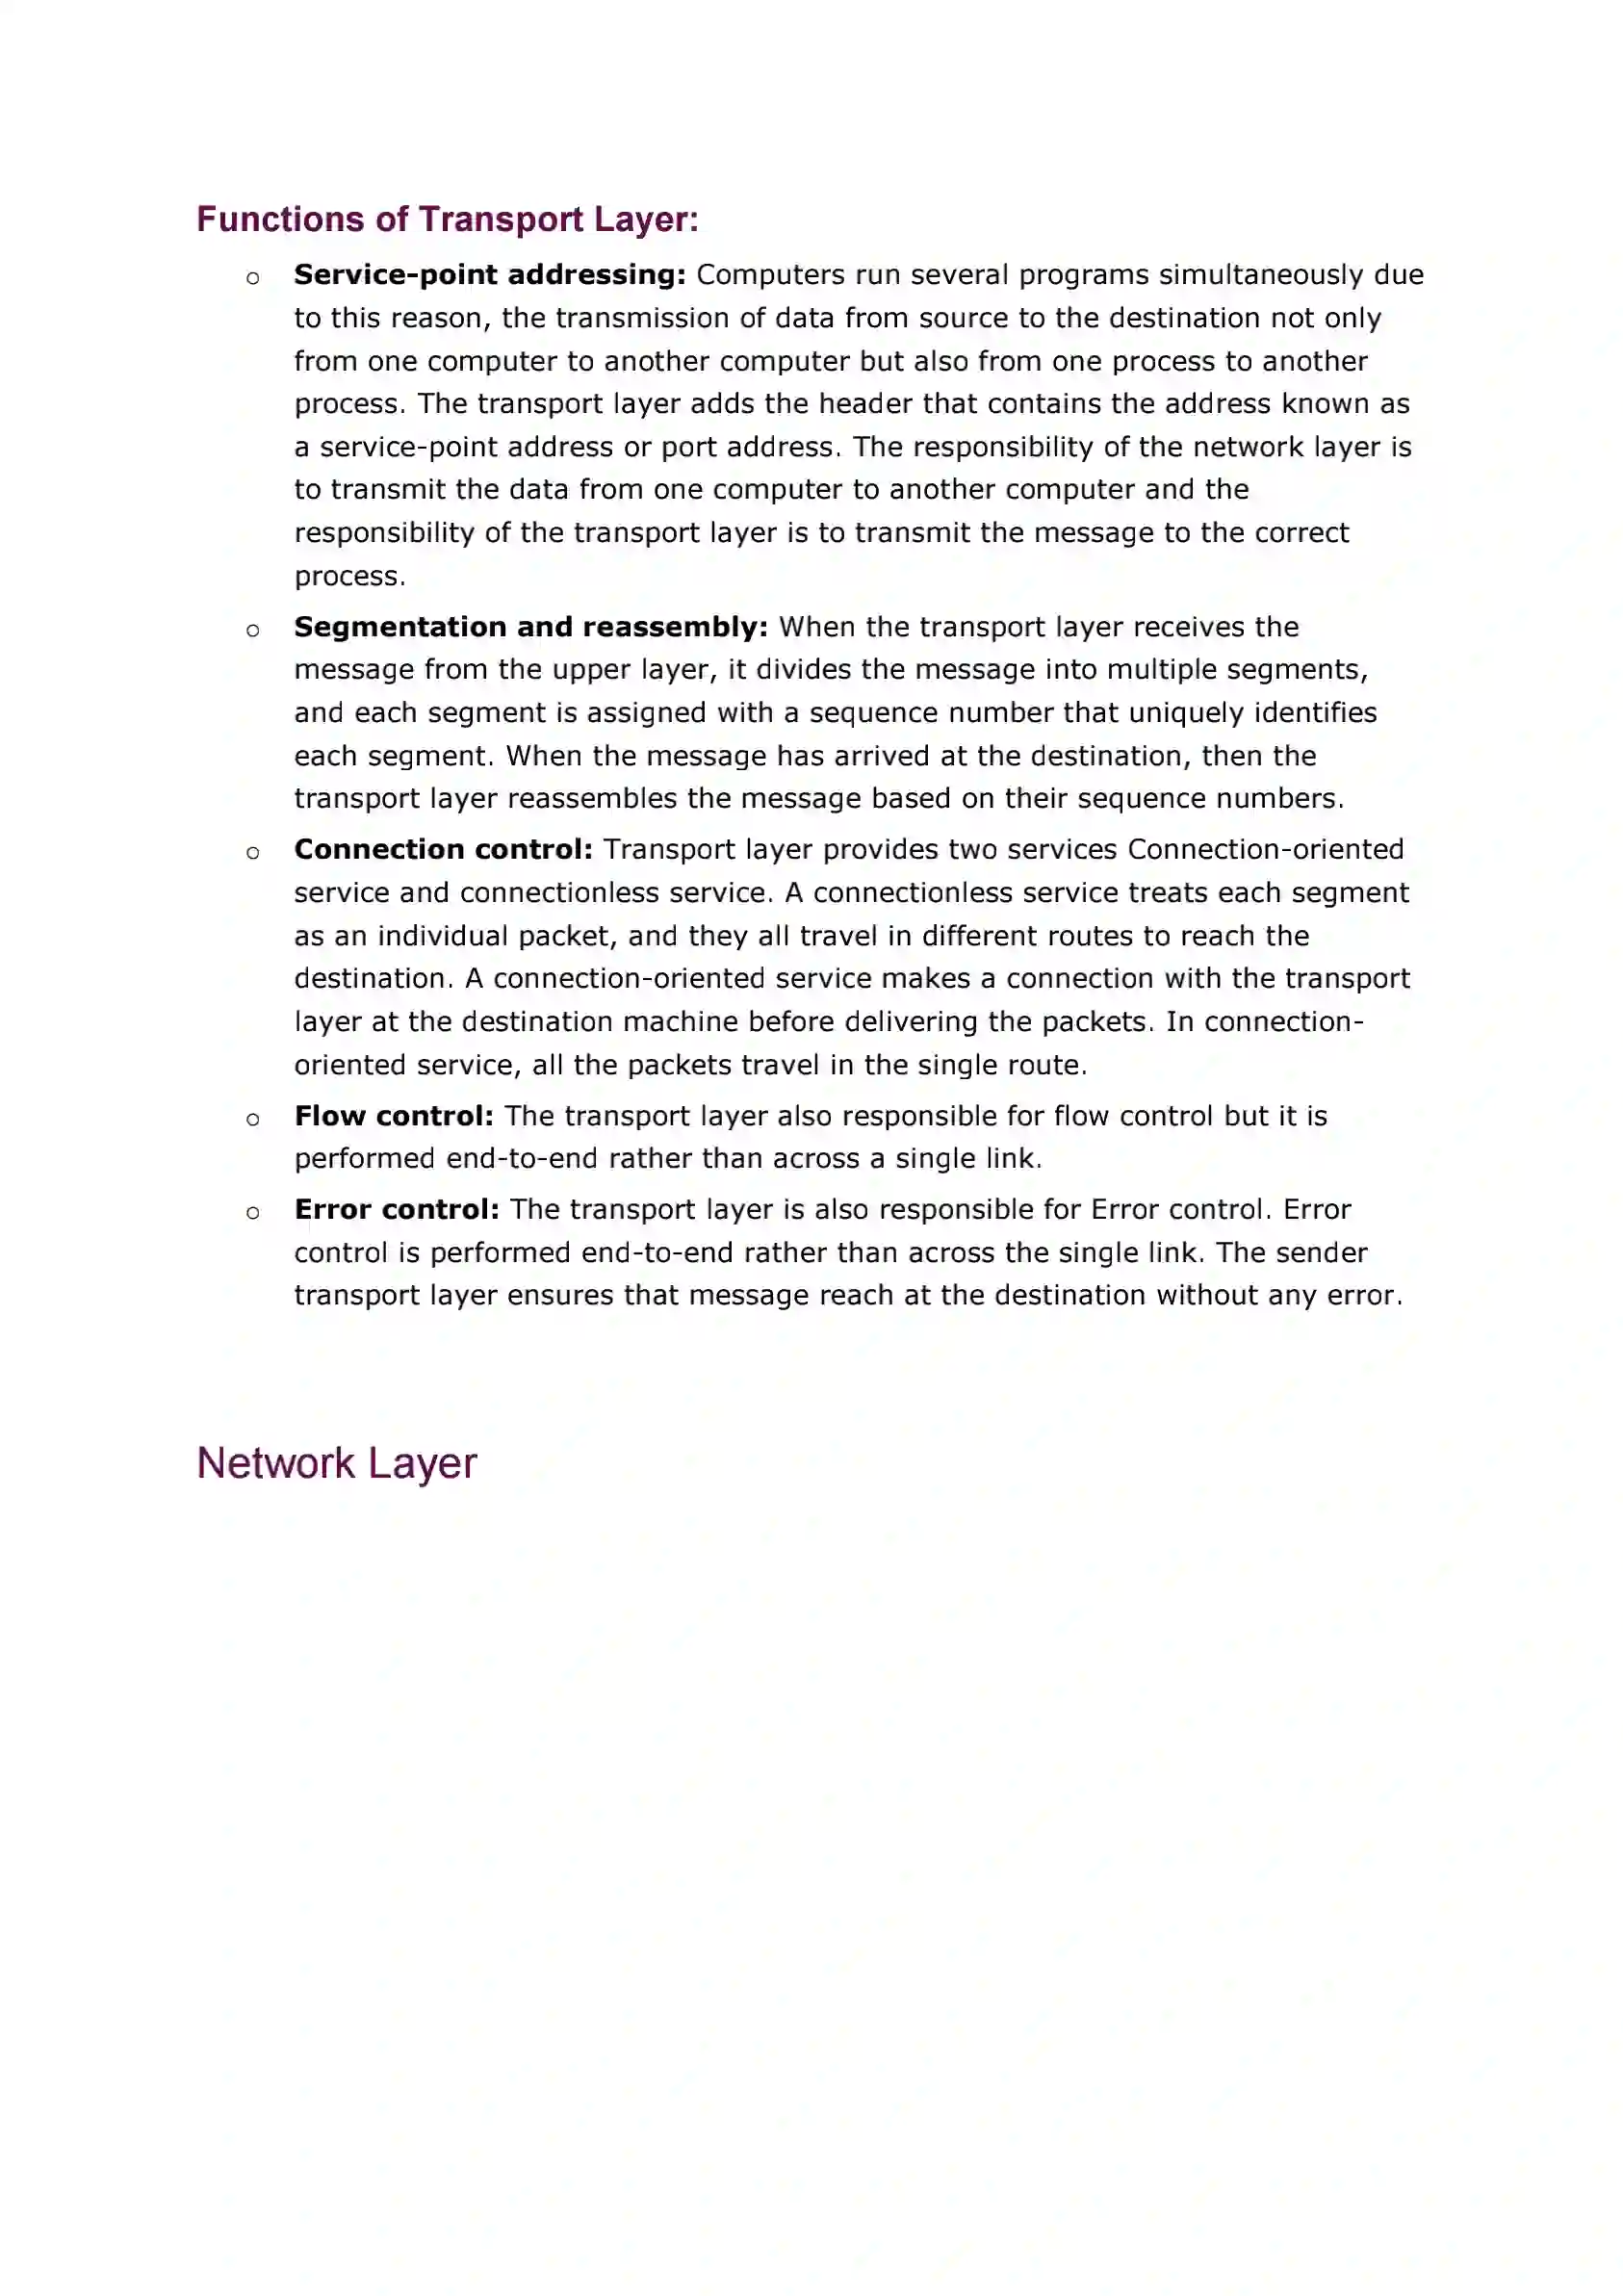 Functions of Transport Layer:
o Service-point addressing: Computers run several programs simultaneously due
to this reason, the transmission of data from source to the destination not only
from one computer to another computer but also from one process to another
process. The transport layer adds the header that contains the address known as
a service-point address or port address. The responsibility of the network layer is
to transmit the data from one computer to another computer and the
responsibility of the transport layer is to transmit the message to the correct
process.
o Segmentation and reassembly: When the transport layer receives the
message from the upper layer, it divides the message into multiple segments,
and each segment is assigned with a sequence number that uniquely identifies
each segment. When the message has arrived at the destination, then the
transport layer reassembles the message based on their sequence numbers.
o Connection control: Transport layer provides two services Connection-oriented
service and connectionless service. A connectionless service treats each segment
as an individual packet, and they all travel in different routes to reach the
destination. A connection-oriented service makes a connection with the transport
layer at the destination machine before delivering the packets. In connection-
oriented service, all the packets travel in the single route.
o Flow control: The transport layer also responsible for flow control but it is
performed end-to-end rather than across a single link.
o Error control: The transport layer is also responsible for Error control. Error
control is performed end-to-end rather than across the single link. The sender
transport layer ensures that message reach at the destination without any error.
Network Layer